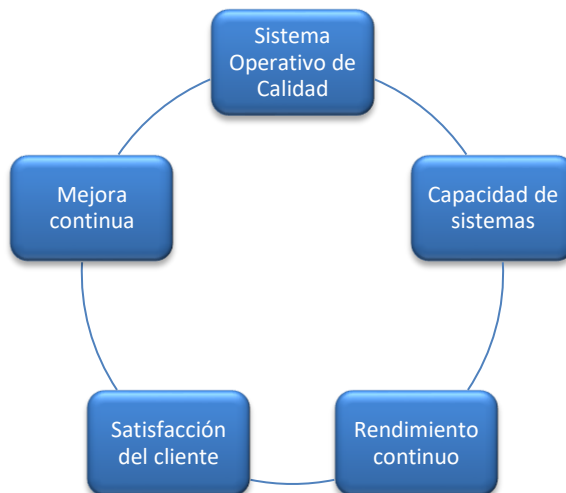 Sistema
Operativo de
Calidad
Capacidad de
sistemas
Rendimiento
continuo
Satisfacción
del cliente
Mejora
continua